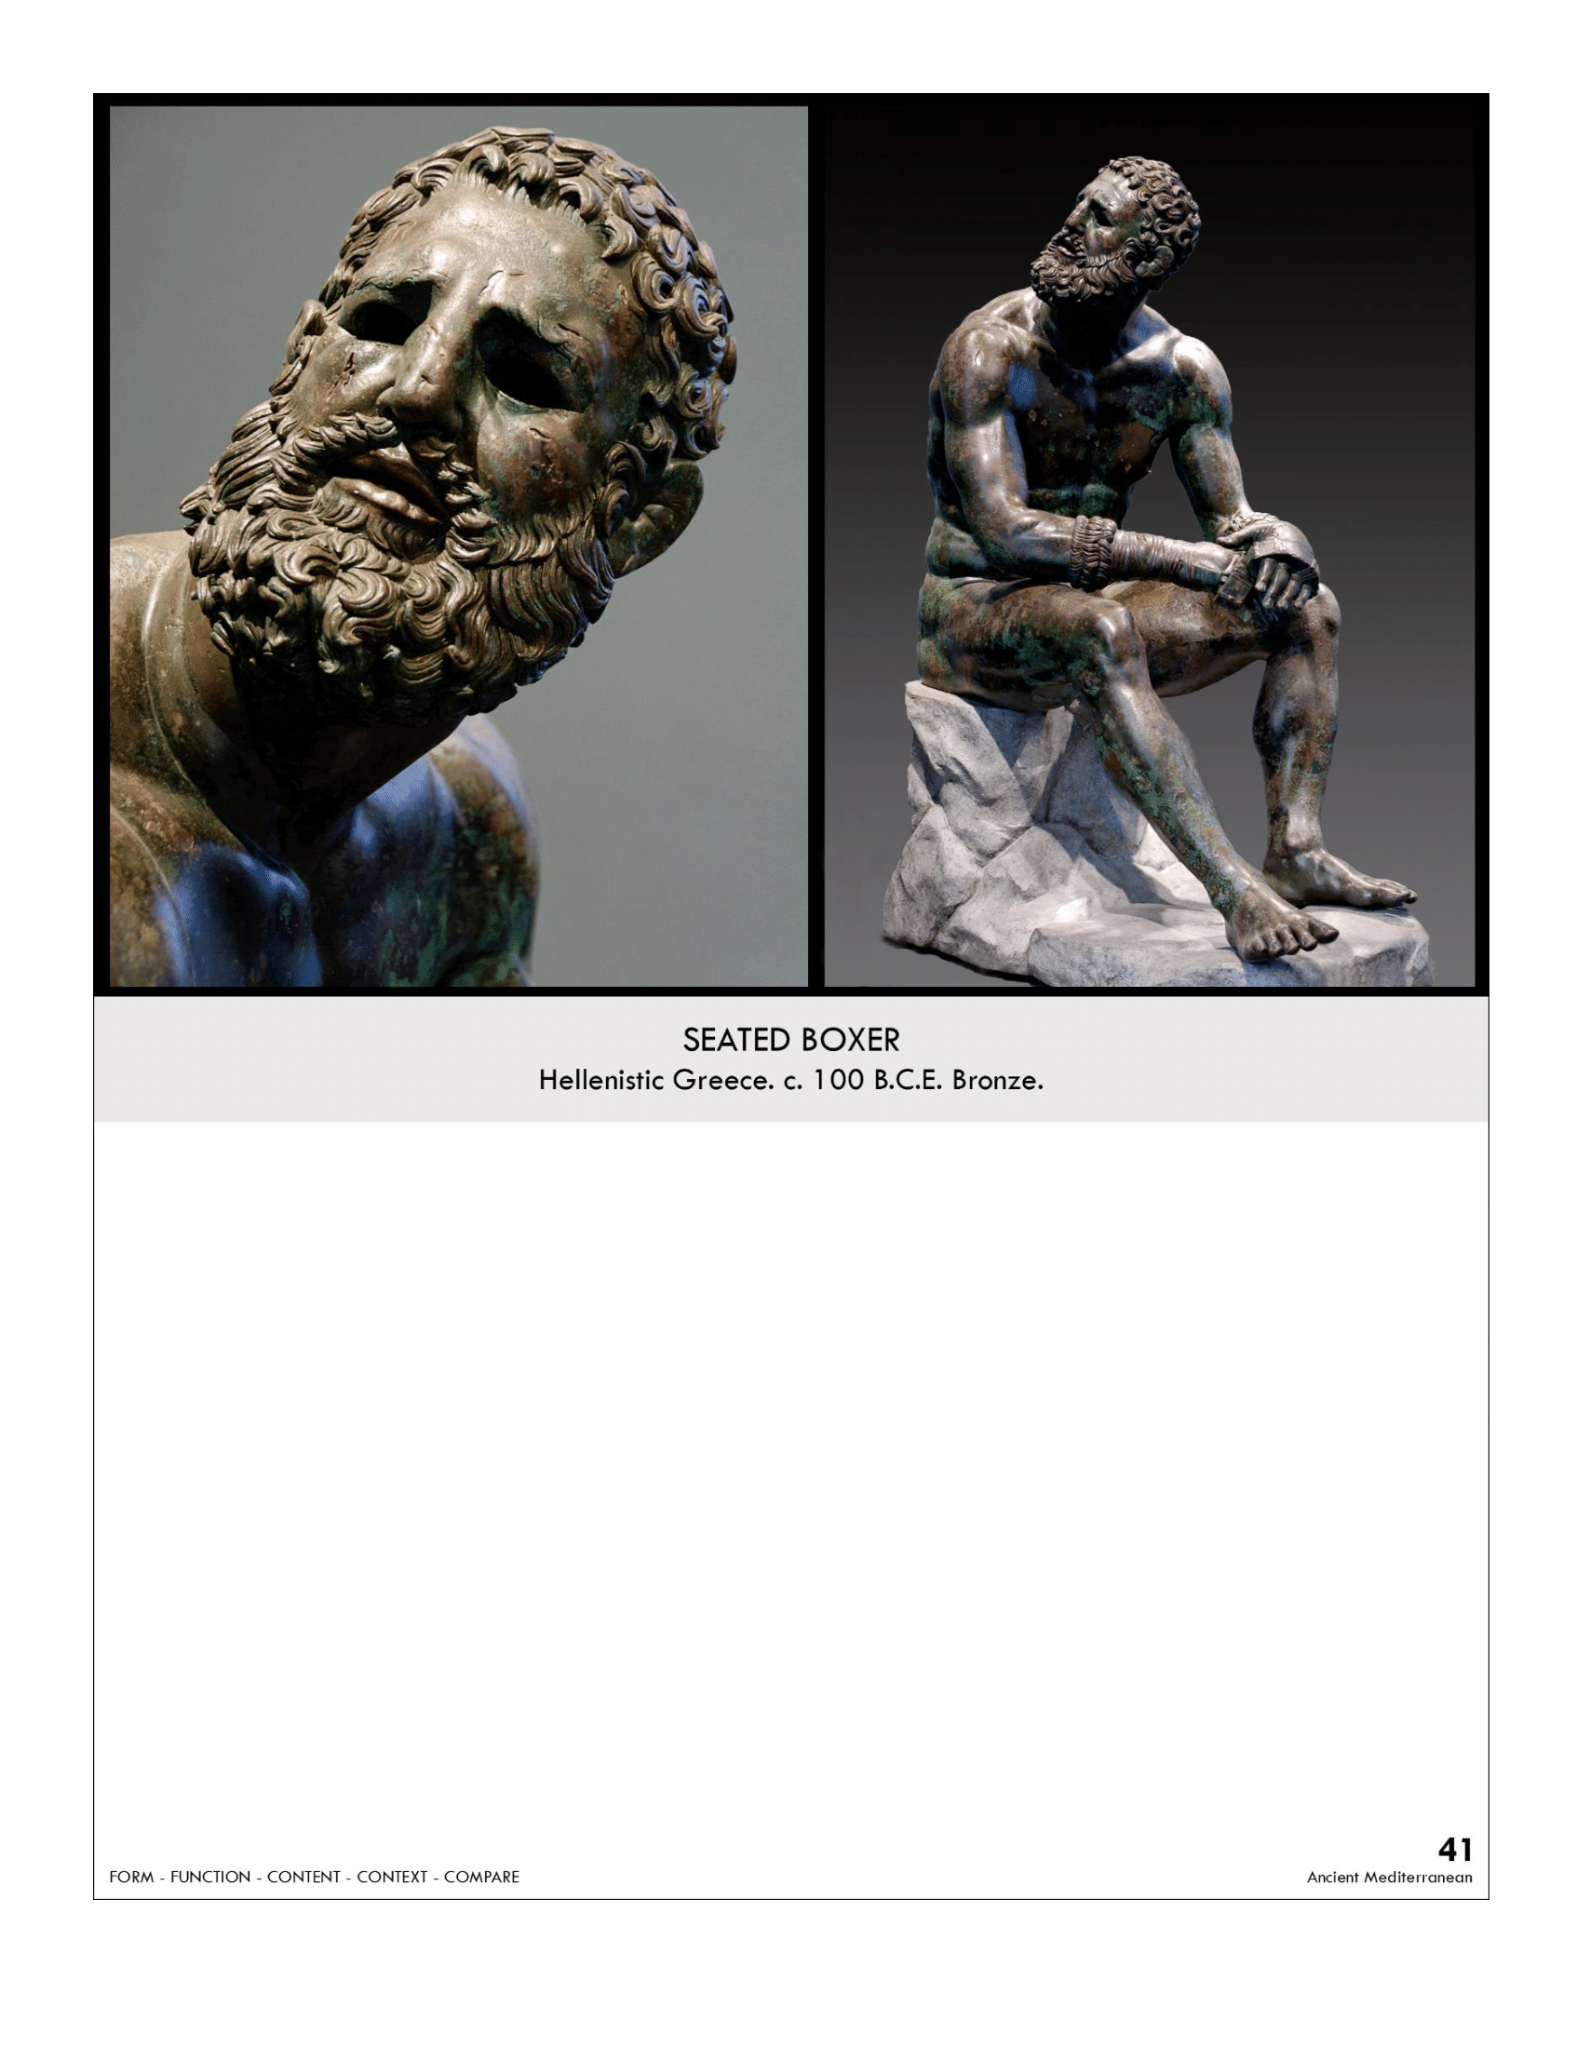 SEATED BOXER
Hellenistic Greece. c. 100 B.C.E. Bronze.
41
FORM - FUNCTION - CONTENT - CONTEXT - COMPARE
Ancient Mediterranean